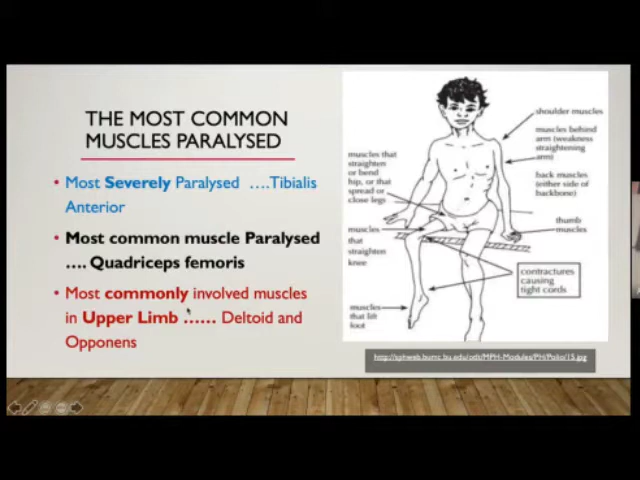 THE MOST COMMON
MUSCLES PARALYSED
• Most Severely Paralysed ....Tibialis
Anterior
• Most common muscle Paralysed
.... Quadriceps femoris
• Most commonly involved muscles
in Upper Limb ...... Deltoid and
Opponens
shoulder muscles
muscles behind
arm (weakness
straightening
arm)
back muscles
(either side of
backbone)
thumb
muscles
contractures
causing
tight cords
muscles that
straighten
or bend
hip, or that
spread or
close legs
muscles
that
straighten
knee
muscles
that lift
foot